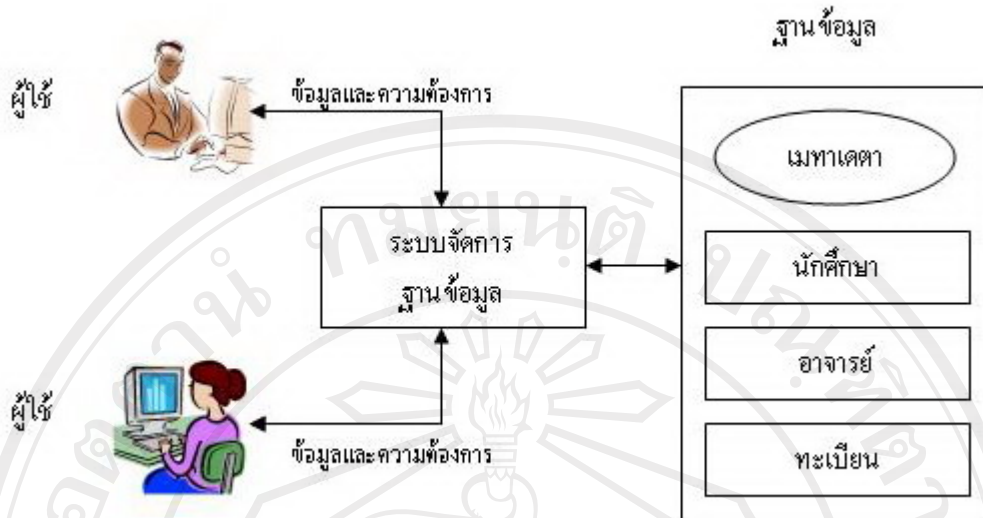 ฐานข้อมูล
ผู้ใช้
ข้อมูลและความต้องการ
เมทาเดตา
ระบบจัดการ
ฐานข้อมูล
นักศึกษา
อาจารย์
ผู้ใช้
ข้อมูลและความต้องการ
ทะเบียน